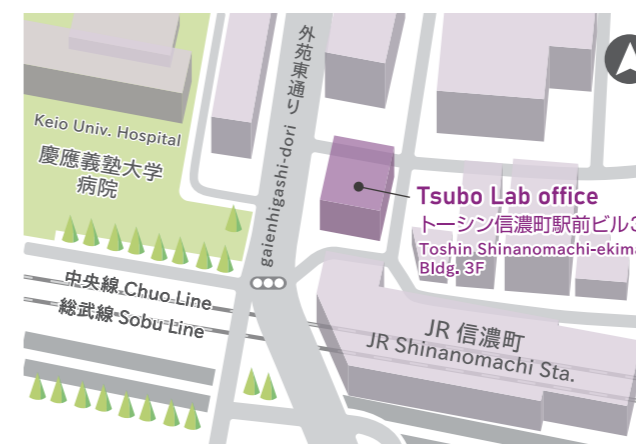 外苑東通り
gaienhigashi-dori
Keio Univ. Hospital
慶應義塾大学
病院
Tsubo Lab office
トーシン信濃町駅前ビル3
Toshin Shinanomachi-ekima
Bldg. 3F
中央線 Chuo Line
総武線 Sobu Line
JR 信濃町
JR Shinanomachi Sta.